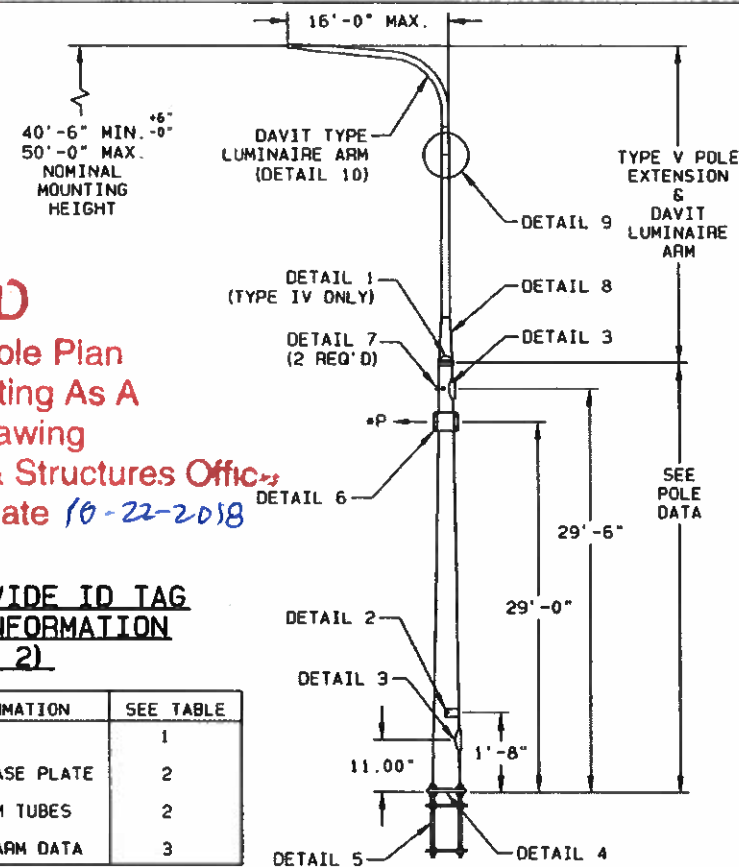 16'-0" MAX.
40'-6" MIN. +6" -0"
50'-0" MAX.
NOMINAL
MOUNTING
HEIGHT
DAVIT TYPE
LUMINAIRE ARM
(DETAIL 10)
TYPE V POLE
EXTENSION
&
DAVIT
LUMINAIRE
ARM
DETAIL 9
DETAIL 1
(TYPE IV ONLY)
DETAIL 8
DETAIL 7
(2 REQ'D)
DETAIL 3
*P
DETAIL 6
SEE
POLE
DATA
29'-6"
29'-0"
D
ole Plan
ting As A
awing
& Structures Office
ate 10-22-2018
VIDE ID TAG
NFORMATION
2)
MATION SEE TABLE
1
ASE PLATE 2
M TUBES 2
ARM DATA 3
DETAIL 2
DETAIL 3
11.00"
1'-8"
DETAIL 5
DETAIL 4